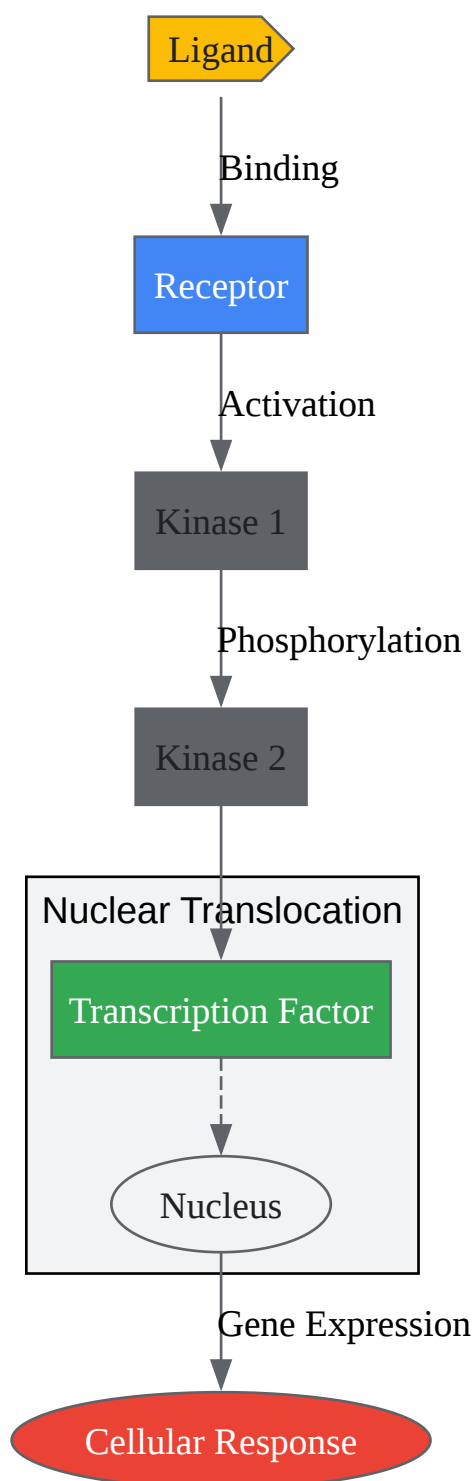 Ligand
Binding
Receptor
Activation
Kinase 1
Phosphorylation
Kinase 2
Nuclear Translocation
Transcription Factor
Nucleus
Gene Expression
Cellular Response